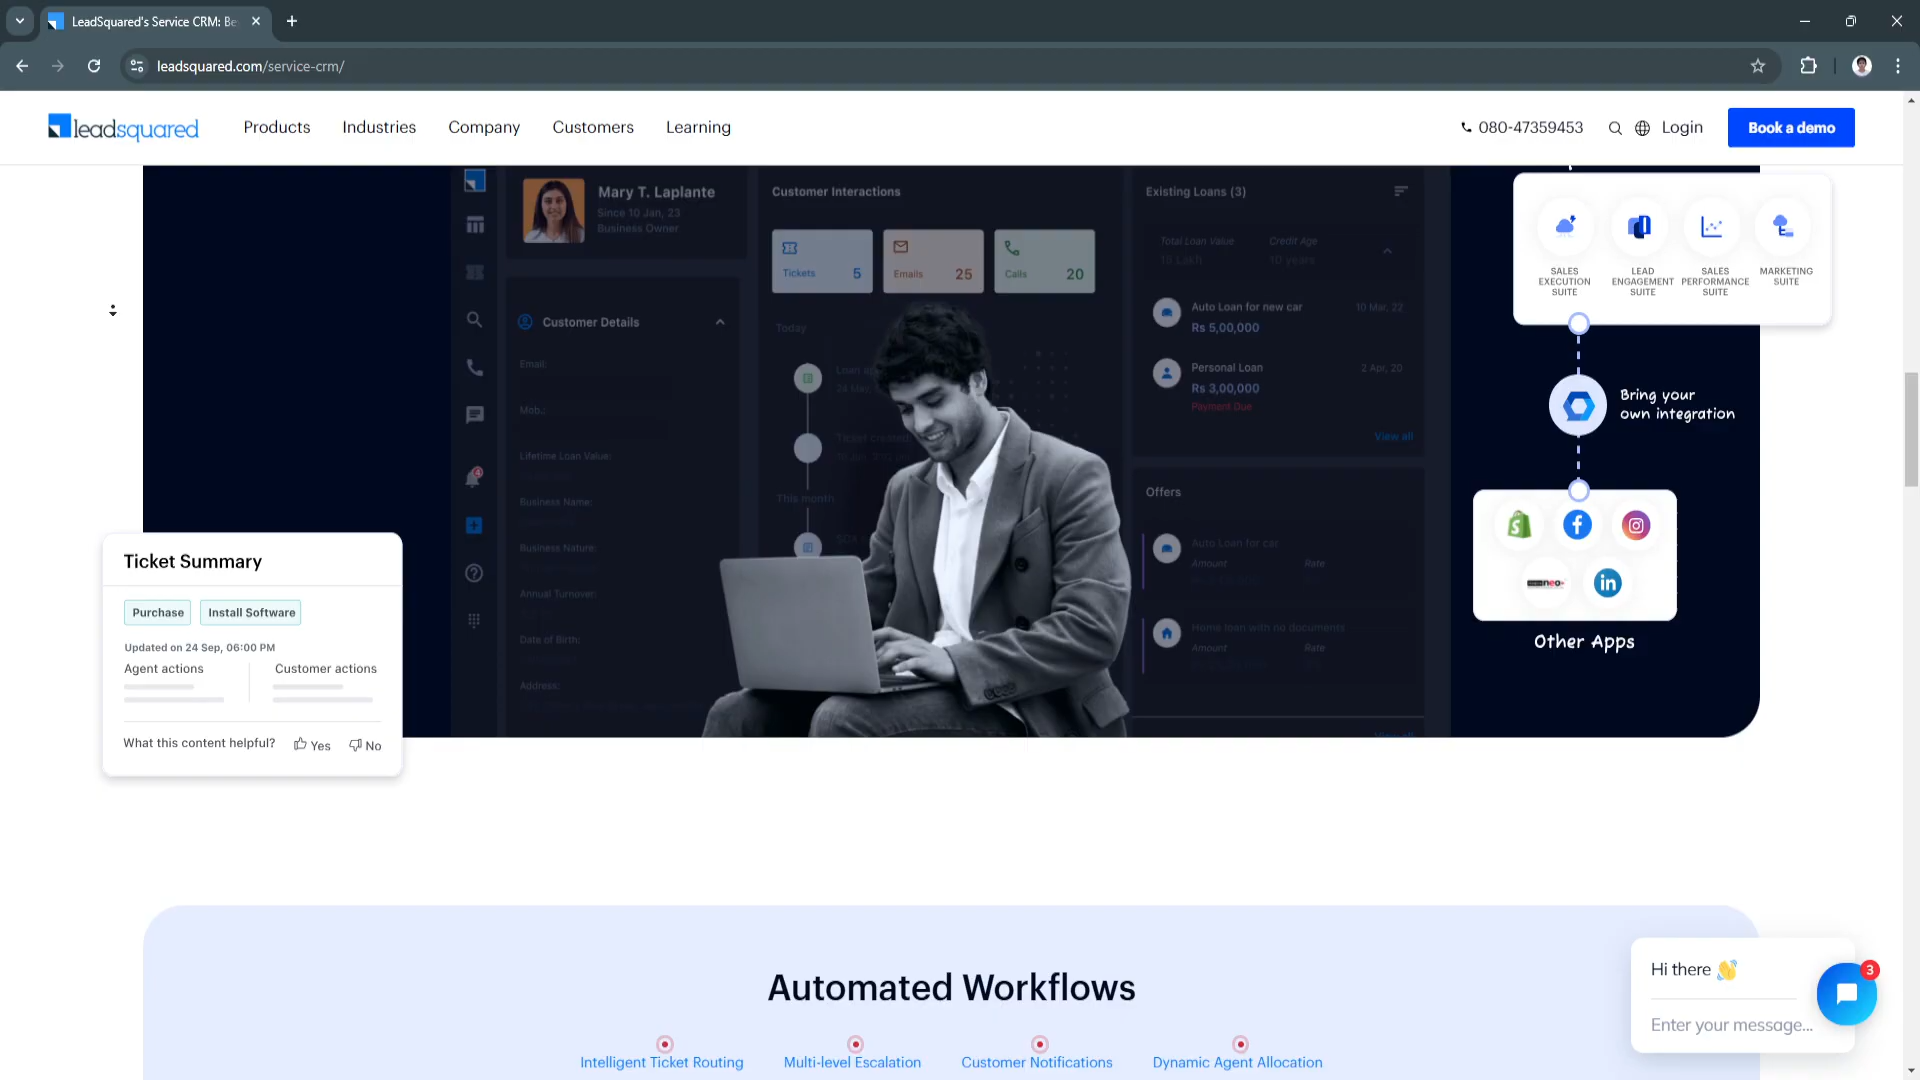 LeadSquared's Service CRM: Be
leadsquared.com/service-crm/
leadsquared
Products
Industries
Company
Customers
Learning
080-47359453
Login
Book a demo
Mary T. Laplante
Since 10 Jan, 23
Business Owner
Customer Details
Email:
Mob.:
Lifetime Loan Value:
Business Name:
Business Nature:
Annual Turnover:
Date of Birth:
Address:
4
Customer Interactions
Tickets 5
Emails 25
Calls 20
Today
Ticket created
This month
Existing Loans (3)
Total Loan Value Credit Age
10 Lakh 10 years
Auto Loan for new car 10 Mar, 22
Rs 5,00,000
Personal Loan 2 Apr, 20
Rs 3,00,000
Payment Due
View all
Offers
Auto Loan for car
Amount Rate
Home loan with no documents
Amount Rate
View all
SALES EXECUTION SUITE
LEAD ENGAGEMENT SUITE
SALES PERFORMANCE SUITE
MARKETING SUITE
Bring your
own integration
Other Apps
Ticket Summary
Purchase Install Software
Updated on 24 Sep, 06:00 PM
Agent actions Customer actions
What this content helpful? Yes No
Automated Workflows
Intelligent Ticket Routing
Multi-level Escalation
Customer Notifications
Dynamic Agent Allocation
Hi there 👋
3
Enter your message...